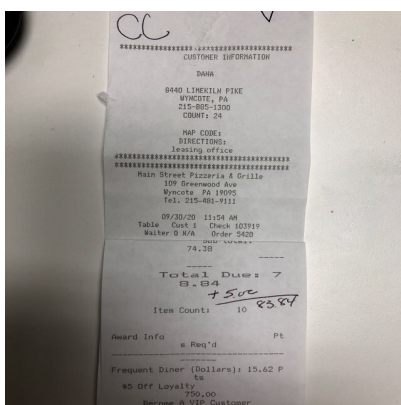 CC
****************************************
CUSTOMER INFORMATION
DANA
8440 LIMEKILN PIKE
WYNCOTE, PA
215-885-1300
COUNT: 24
MAP CODE:
DIRECTIONS:
leasing office
****************************************
****************************************
Main Street Pizzeria & Grille
109 Greenwood Ave
Wyncote PA 19095
Tel. 215-481-9111
09/30/20 11:54 AM
Table Cust 1 Check 103919
Waiter D N/A Order 5420
Sub total:
74.38
-----
-----
Total Due: 7
8.84
+ 5.00
83.84
Item Count: 10
Award Info Pt
s Req'd
----------------------------------------
--------
Frequent Diner (Dollars): 15.62 P
ts
$5 Off Loyalty
750.00
Become A VIP Customer